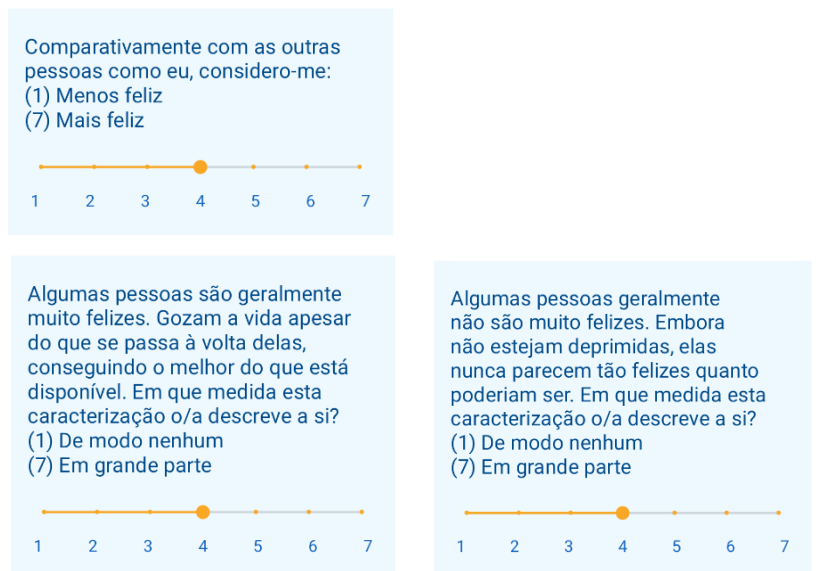 Comparativamente com as outras
pessoas como eu, considero-me:
(1) Menos feliz
(7) Mais feliz
1 2 3 4 5 6 7
Algumas pessoas são geralmente
muito felizes. Gozam a vida apesar
do que se passa à volta delas,
conseguindo o melhor do que está
disponível. Em que medida esta
caracterização o/a descreve a si?
(1) De modo nenhum
(7) Em grande parte
1 2 3 4 5 6 7
Algumas pessoas geralmente
não são muito felizes. Embora
não estejam deprimidas, elas
nunca parecem tão felizes quanto
poderiam ser. Em que medida esta
caracterização o/a descreve a si?
(1) De modo nenhum
(7) Em grande parte
1 2 3 4 5 6 7